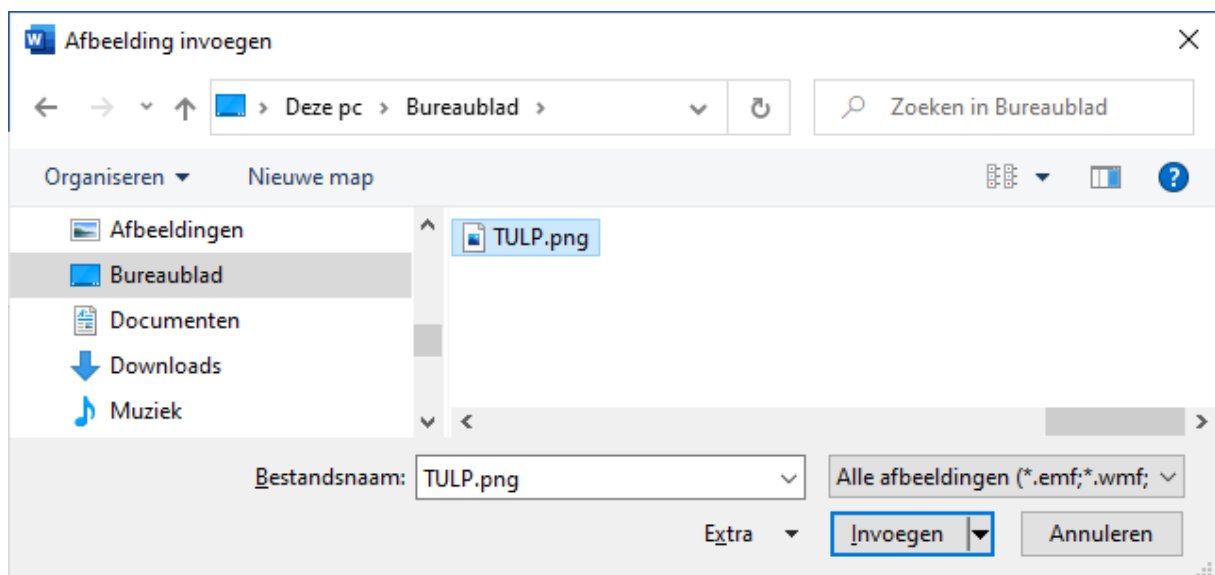 Afbeelding invoegen
Deze pc > Bureaublad >
Zoeken in Bureaublad
Organiseren
Nieuwe map
Afbeeldingen
TULP.png
Bureaublad
Documenten
Downloads
Muziek
Bestandsnaam: TULP.png
Alle afbeeldingen (*.emf;*.wmf;
Extra
Invoegen
Annuleren